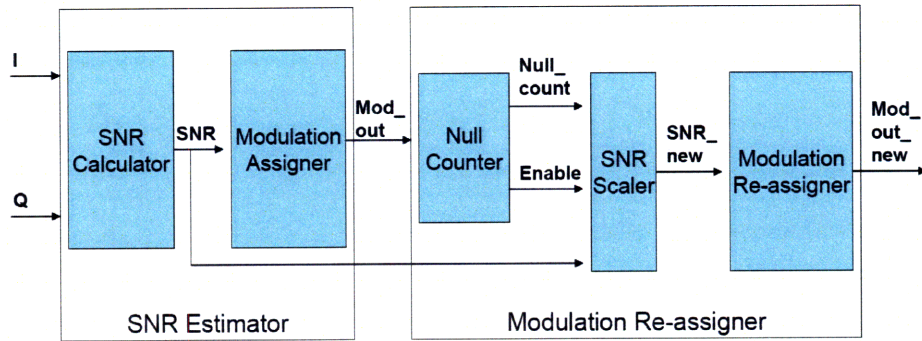 I
Q
SNR
Calculator
SNR
Modulation
Assigner
SNR Estimator
Mod_
out
Null
Counter
Null_
count
Enable
SNR
Scaler
SNR_
new
Modulation
Re-assigner
Mod_
out_
new
Modulation Re-assigner